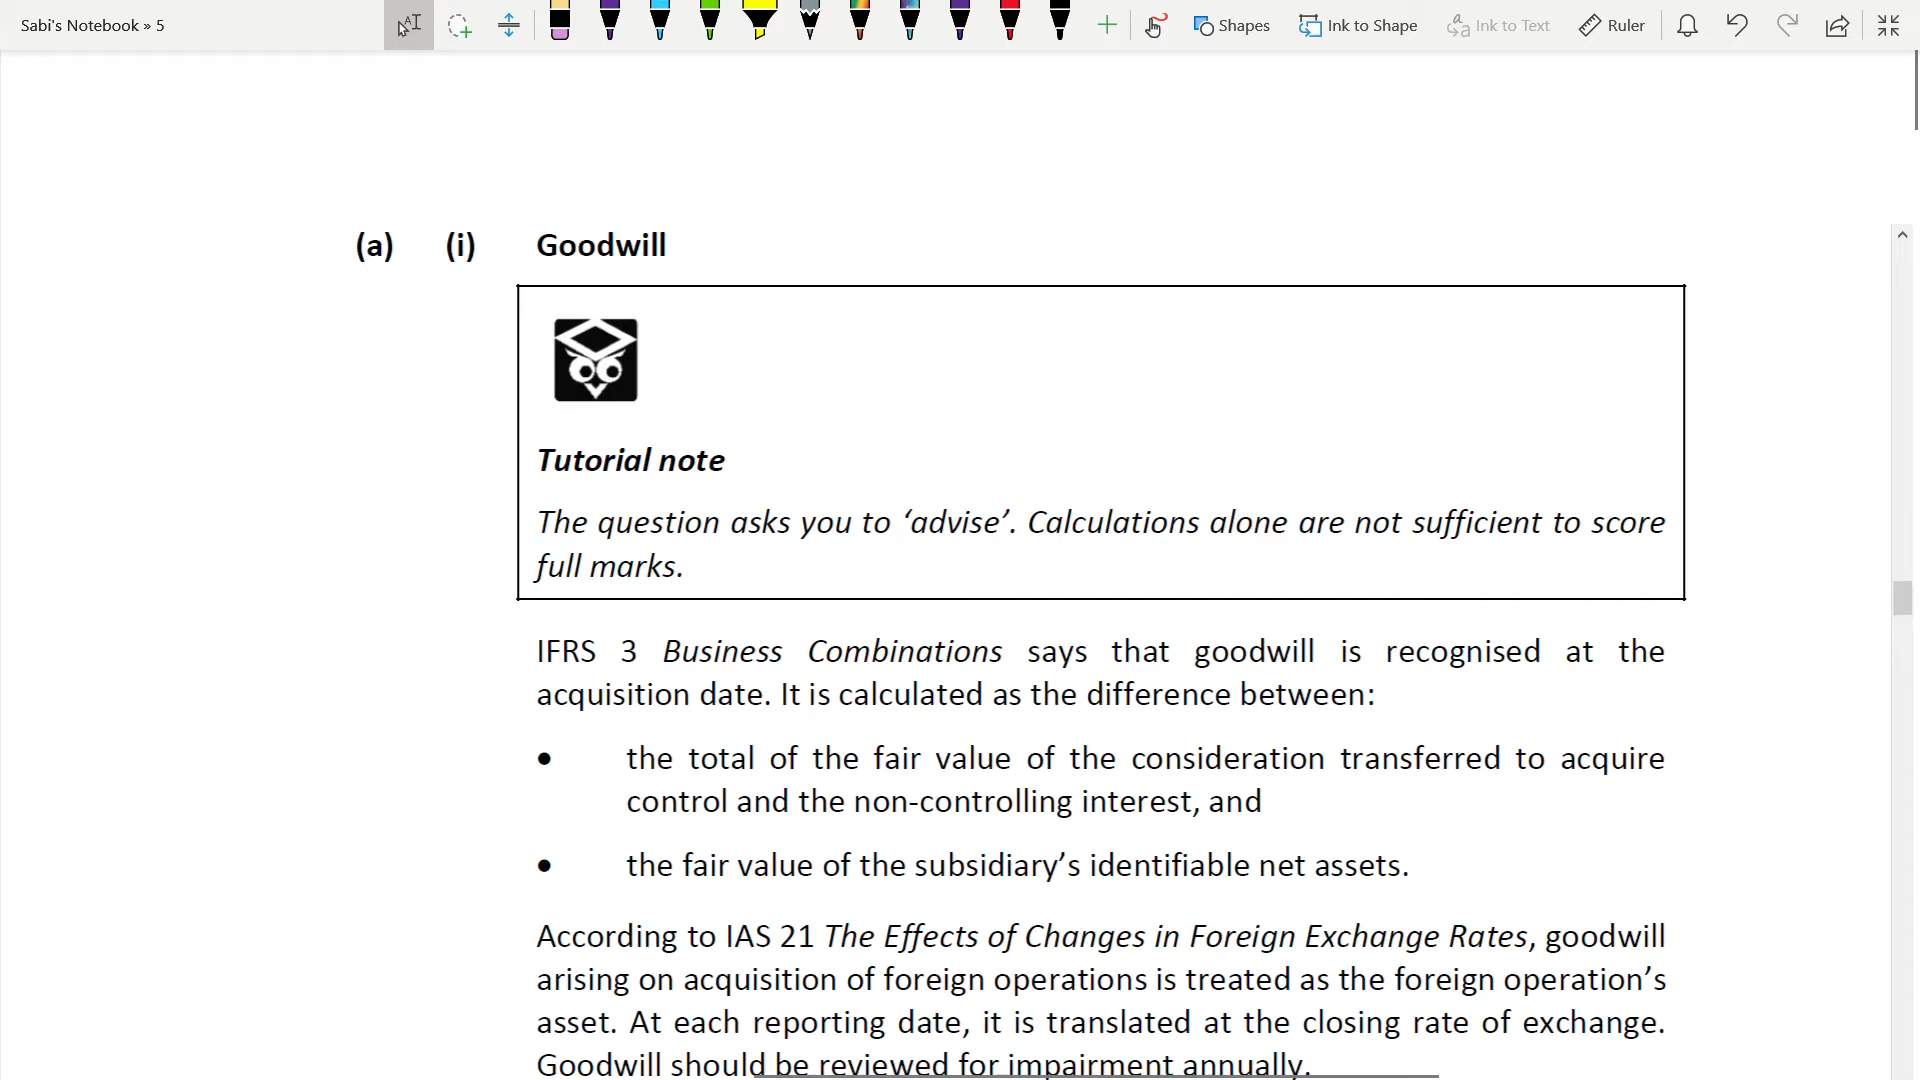 Sabi's Notebook » 5
Shapes
Ink to Shape
Ink to Text
Ruler
(a) (i) Goodwill
Tutorial note
The question asks you to ‘advise’. Calculations alone are not sufficient to score
full marks.
IFRS 3 Business Combinations says that goodwill is recognised at the
acquisition date. It is calculated as the difference between:
• the total of the fair value of the consideration transferred to acquire
control and the non-controlling interest, and
• the fair value of the subsidiary’s identifiable net assets.
According to IAS 21 The Effects of Changes in Foreign Exchange Rates, goodwill
arising on acquisition of foreign operations is treated as the foreign operation’s
asset. At each reporting date, it is translated at the closing rate of exchange.
Goodwill should be reviewed for impairment annually.